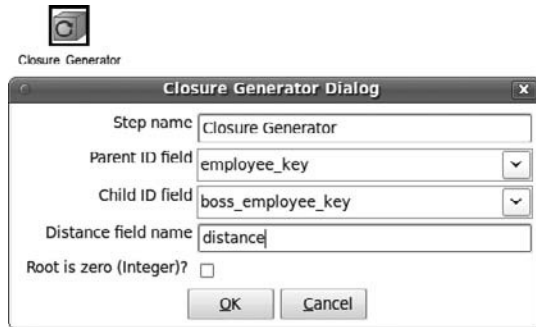 Closure Generator
Closure Generator Dialog
Step name Closure Generator
Parent ID field employee_key
Child ID field boss_employee_key
Distance field name distance
Root is zero (Integer)?
OK Cancel